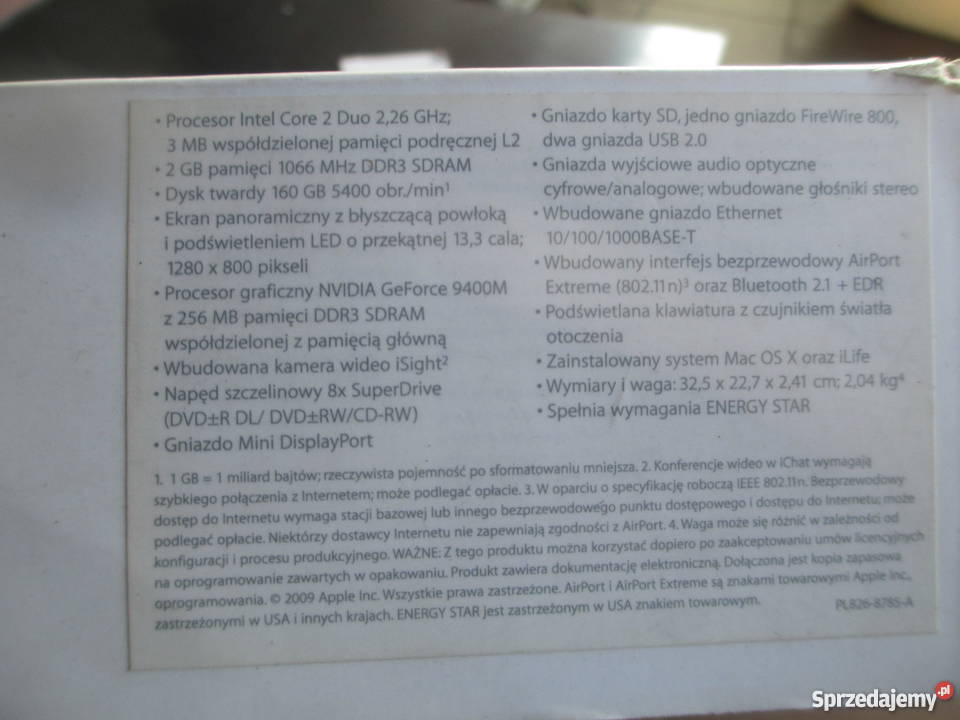 • Procesor Intel Core 2 Duo 2,26 GHz;
3 MB współdzielonej pamięci podręcznej L2
• 2 GB pamięci 1066 MHz DDR3 SDRAM
• Dysk twardy 160 GB 5400 obr./min¹
• Ekran panoramiczny z błyszczącą powłoką
i podświetleniem LED o przekątnej 13,3 cala;
1280 x 800 pikseli
• Procesor graficzny NVIDIA GeForce 9400M
z 256 MB pamięci DDR3 SDRAM
współdzielonej z pamięcią główną
• Wbudowana kamera wideo iSight²
• Napęd szczelinowy 8x SuperDrive
(DVD±R DL/ DVD±RW/CD-RW)
• Gniazdo Mini DisplayPort
• Gniazdo karty SD, jedno gniazdo FireWire 800,
dwa gniazda USB 2.0
• Gniazda wyjściowe audio optyczne
cyfrowe/analogowe; wbudowane głośniki stereo
• Wbudowane gniazdo Ethernet
10/100/1000BASE-T
• Wbudowany interfejs bezprzewodowy AirPort
Extreme (802.11n)³ oraz Bluetooth 2.1 + EDR
• Podświetlana klawiatura z czujnikiem światła
otoczenia
• Zainstalowany system Mac OS X oraz iLife
• Wymiary i waga: 32,5 x 22,7 x 2,41 cm; 2,04 kg⁴
• Spełnia wymagania ENERGY STAR
1. 1 GB = 1 miliard bajtów; rzeczywista pojemność po sformatowaniu mniejsza. 2. Konferencje wideo w iChat wymagają
szybkiego połączenia z Internetem; może podlegać opłacie. 3. W oparciu o specyfikację roboczą IEEE 802.11n. Bezprzewodowy
dostęp do Internetu wymaga stacji bazowej lub innego bezprzewodowego punktu dostępowego i dostępu do Internetu; może
podlegać opłacie. Niektórzy dostawcy Internetu nie zapewniają zgodności z AirPort. 4. Waga może się różnić w zależności od
konfiguracji i procesu produkcyjnego. WAŻNE: Z tego produktu można korzystać dopiero po zaakceptowaniu umów licencyjnych
na oprogramowanie zawartych w opakowaniu. Produkt zawiera dokumentację elektroniczną. Dołączona jest kopia zapasowa
oprogramowania. © 2009 Apple Inc. Wszystkie prawa zastrzeżone. AirPort i AirPort Extreme są znakami towarowymi Apple Inc.,
zastrzeżonymi w USA i innych krajach. ENERGY STAR jest zastrzeżonym w USA znakiem towarowym.
PL826-8785-A
Sprzedajemy.pl